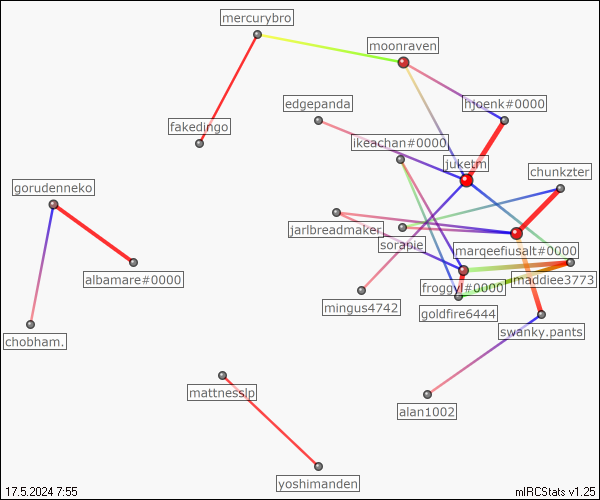 mercurybro
moonraven
edgepanda
hjoenk#0000
fakedingo
ikeachan#0000
juketm
chunkzter
gorudenneko
jarlbreadmaker
sorapie
marqeefiusalt#0000
albamare#0000
maddiee3773
froggyj#0000
mingus4742
goldfire6444
swanky.pants
chobham.
mattnesslp
alan1002
yoshimanden
17.5.2024 7:55
mIRCStats v1.25